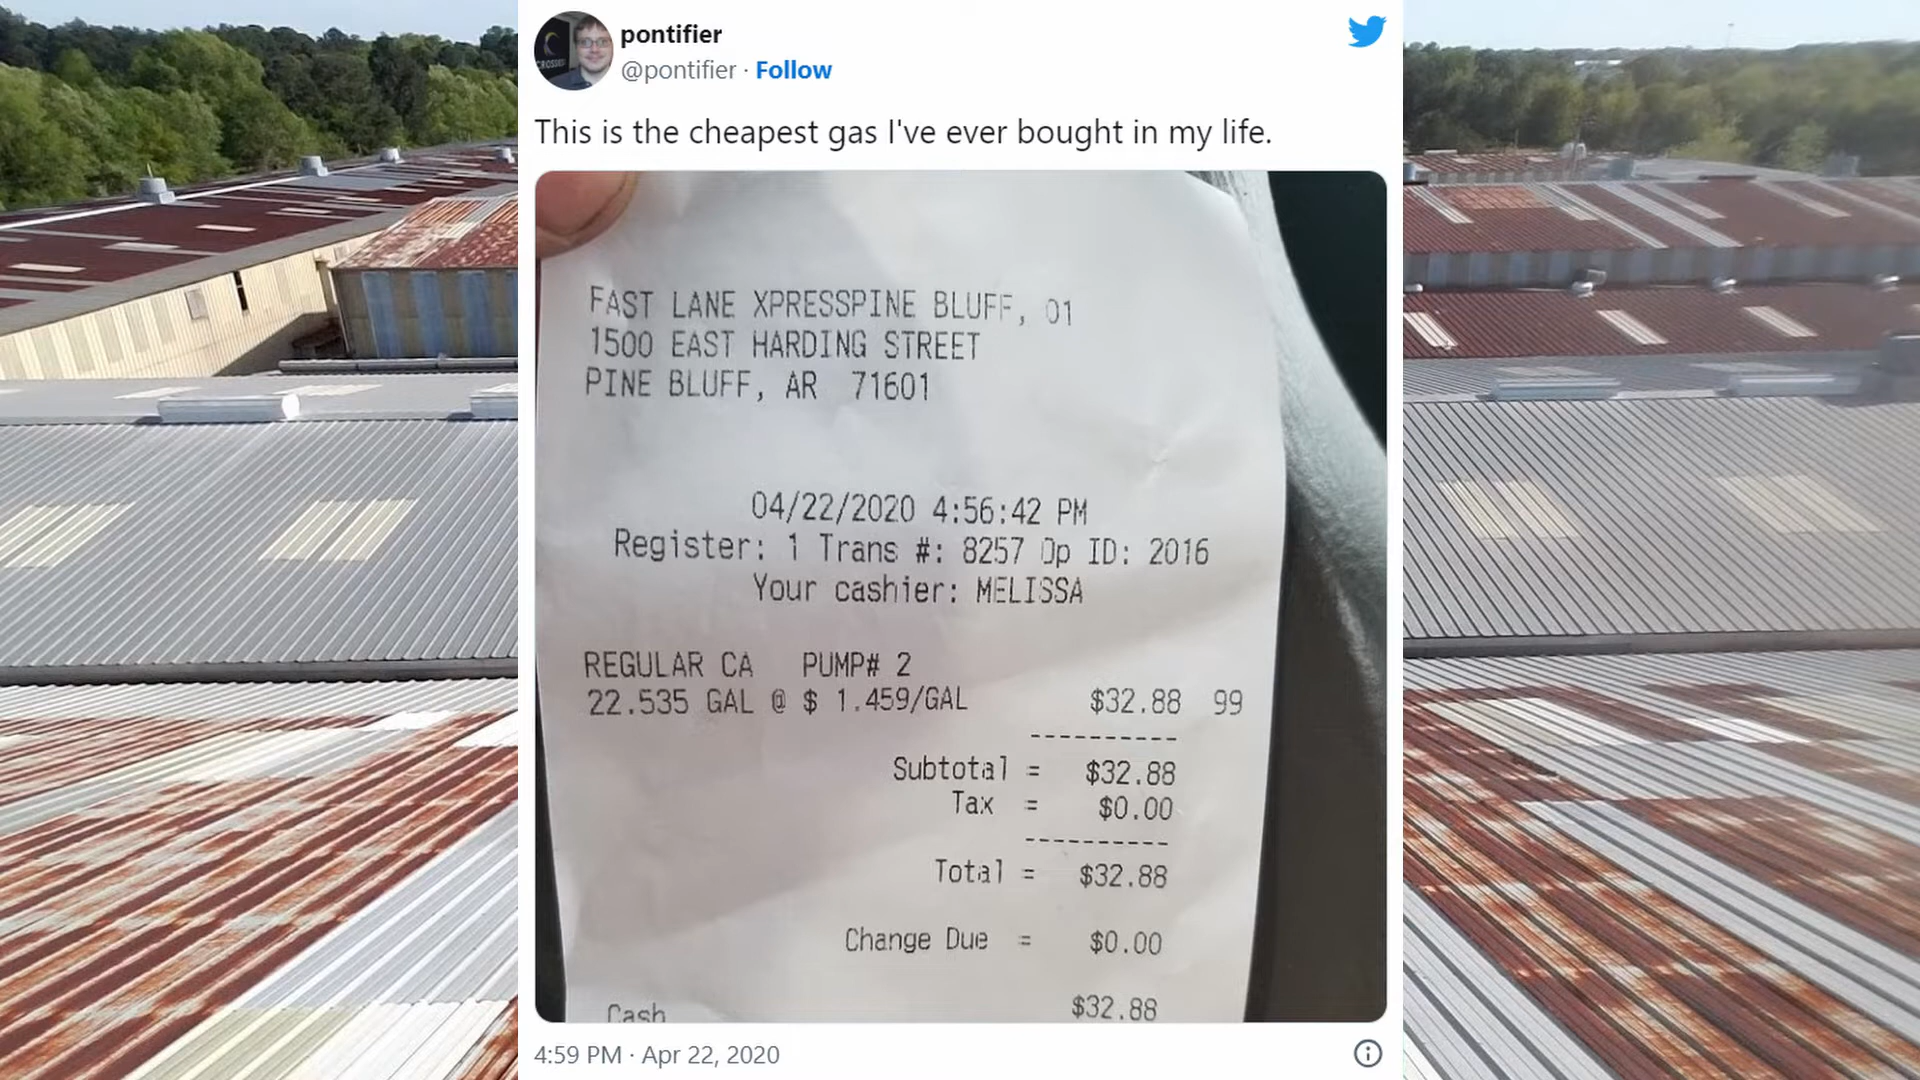 pontifier
@pontifier · Follow
This is the cheapest gas I've ever bought in my life.
FAST LANE XPRESSPINE BLUFF, 01
1500 EAST HARDING STREET
PINE BLUFF, AR 71601
04/22/2020 4:56:42 PM
Register: 1 Trans #: 8257 Op ID: 2016
Your cashier: MELISSA
REGULAR CA PUMP# 2
22.535 GAL @ $ 1.459/GAL $32.88 99
----------
Subtotal = $32.88
Tax = $0.00
----------
Total = $32.88
Change Due = $0.00
Cash $32.88
4:59 PM · Apr 22, 2020